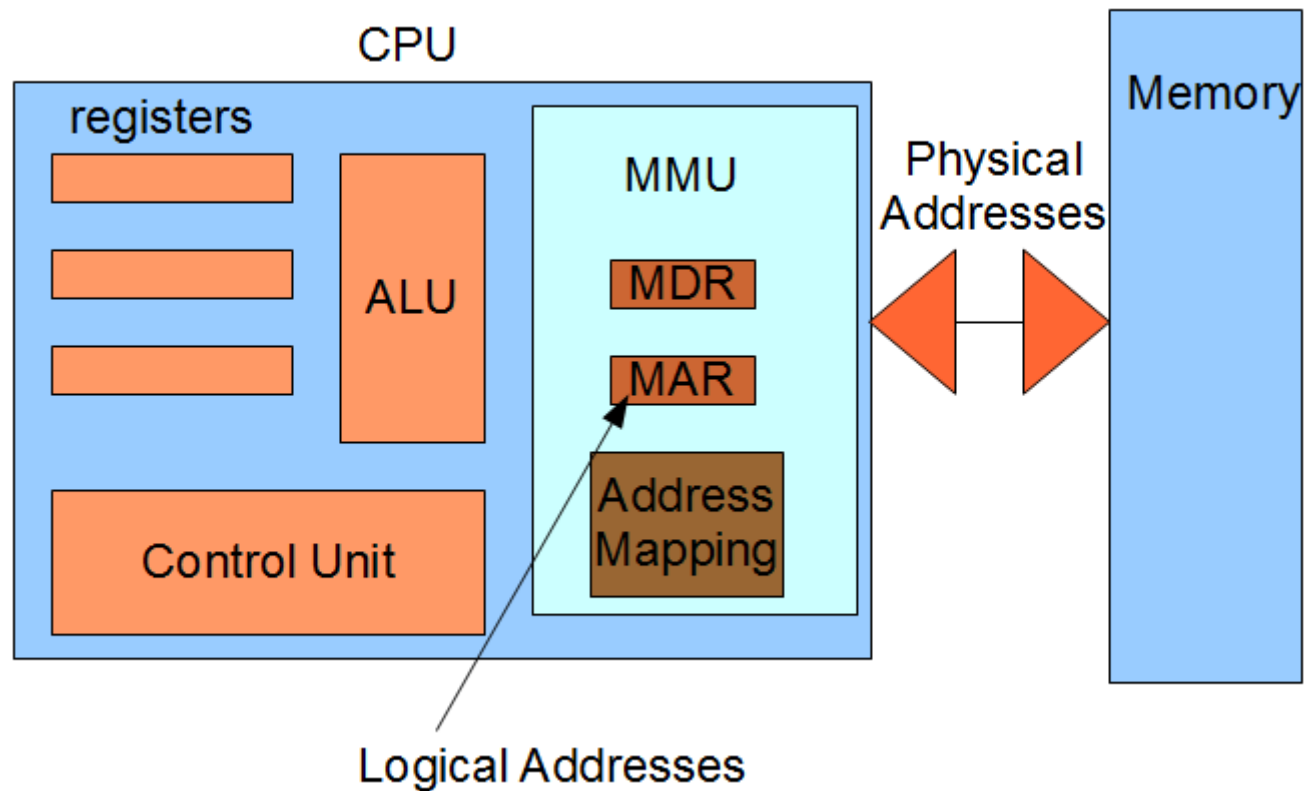 CPU
registers
ALU
Control Unit
MMU
MDR
MAR
Address
Mapping
Physical
Addresses
Memory
Logical Addresses